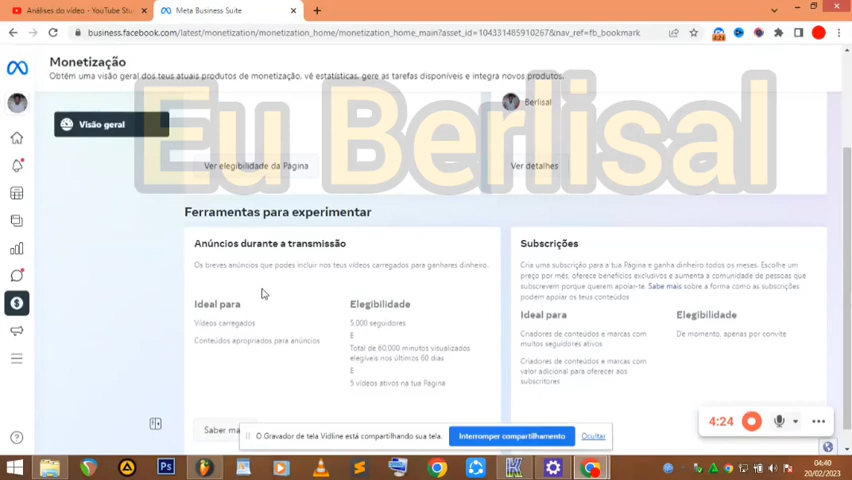 Análises do vídeo - YouTube Stu
Meta Business Suite
business.facebook.com/latest/monetization/monetization_home/monetization_home_main?asset_id=104331485910267&nav_ref=fb_bookmark
Monetização
Obtém uma visão geral dos teus atuais produtos de monetização, vê estatísticas, gere as tarefas disponíveis e integra novos produtos.
Eu Berlisal
Berlisal
Visão geral
Ver elegibilidade da Página
Ver detalhes
Ferramentas para experimentar
Anúncios durante a transmissão
Os breves anúncios que podes incluir nos teus vídeos carregados para ganhares dinheiro.
Ideal para
Vídeos carregados
Conteúdos apropriados para anúncios
Elegibilidade
5,000 seguidores
E
Total de 60,000 minutos visualizados
elegíveis nos últimos 60 dias
E
5 vídeos ativos na tua Página
Saber ma
Subscrições
Cria uma subscrição para a tua Página e ganha dinheiro todos os meses. Escolhe um
preço por mês, oferece benefícios exclusivos e aumenta a comunidade de pessoas que
subscrevem porque querem apoiar-te. Sabe mais sobre a forma como as subscrições
podem apoiar os teus conteúdos
Ideal para
Criadores de conteúdos e marcas com
muitos seguidores ativos
Criadores de conteúdos e marcas com
valor adicional para oferecer aos
subscritores
Elegibilidade
De momento, apenas por convite
4:24
O Gravador de tela Vidline está compartilhando sua tela.
Interromper compartilhamento
Ocultar
Ps
04:40
20/02/2023